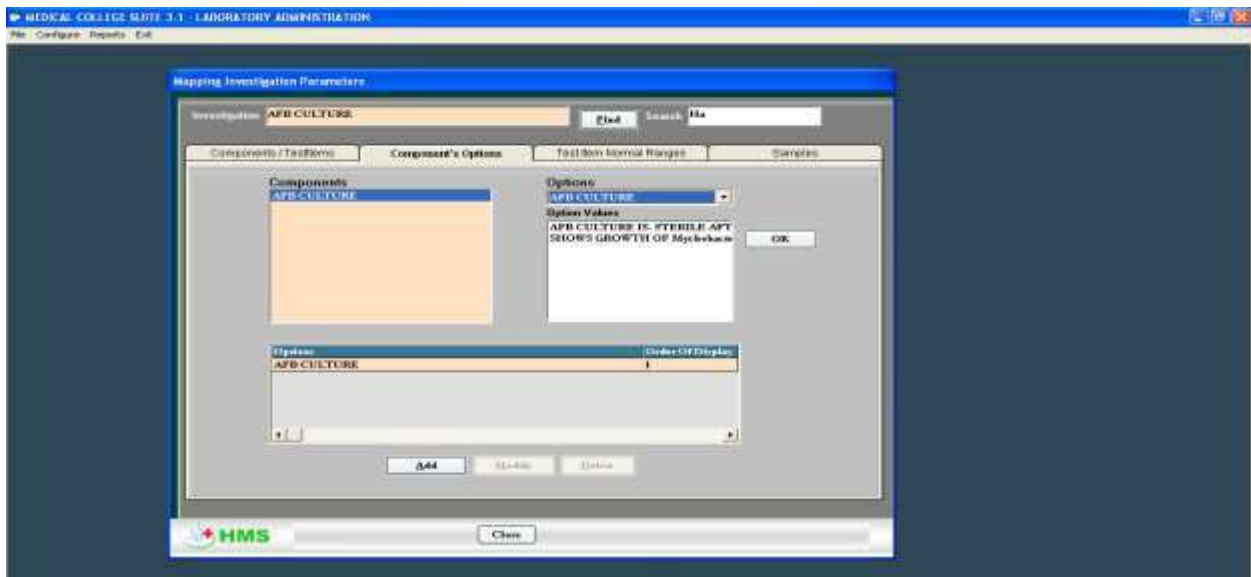 MEDICAL COLLEGE SUITE 3.1 - LABORATORY ADMINISTRATION
File Configure Reports Exit
Mapping Investigation Parameters
Investigation AFB CULTURE Find Search Ha
Components / TestItems Component's Options Test Item Normal Ranges Samples
Components Options
AFB CULTURE AFB CULTURE
Option Values
AFB CULTURE IS STERILE AFT
SHOWS GROWTH OF OK
Options Order Of Display
AFB CULTURE 1
Add Modify Delete
HMS Close